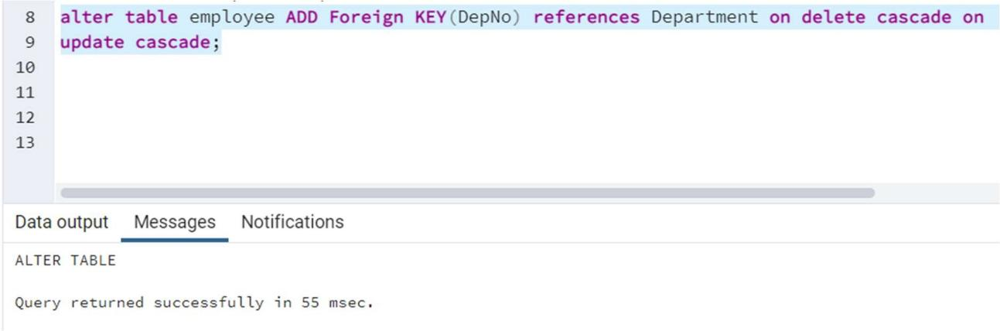 8 alter table employee ADD Foreign KEY(DepNo) references Department on delete cascade on
9 update cascade;
10
11
12
13
Data output Messages Notifications
ALTER TABLE
Query returned successfully in 55 msec.